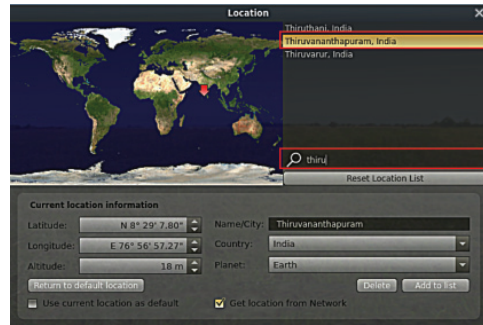 Location
Thiruthani, India
Thiruvananthapuram, India
Thiruvarur, India
thiru
Reset Location List
Current location information
Latitude: N 8° 29' 7.80"
Name/City: Thiruvananthapuram
Longitude: E 76° 56' 57.27"
Country: India
Altitude: 18 m
Planet: Earth
Return to default location
Delete
Add to list
Use current location as default
Get location from Network